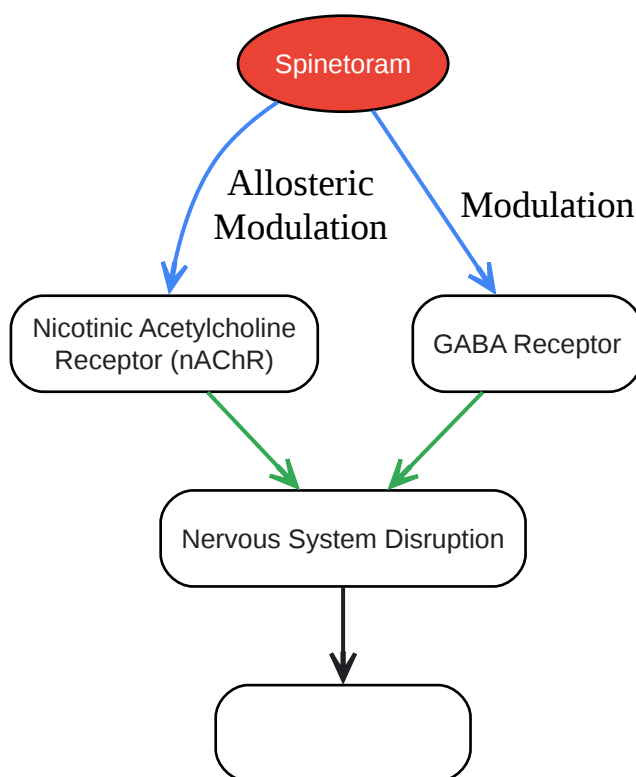 Spinetoram
Allosteric
Modulation
Modulation
Nicotinic Acetylcholine
Receptor (nAChR)
GABA Receptor
Nervous System Disruption